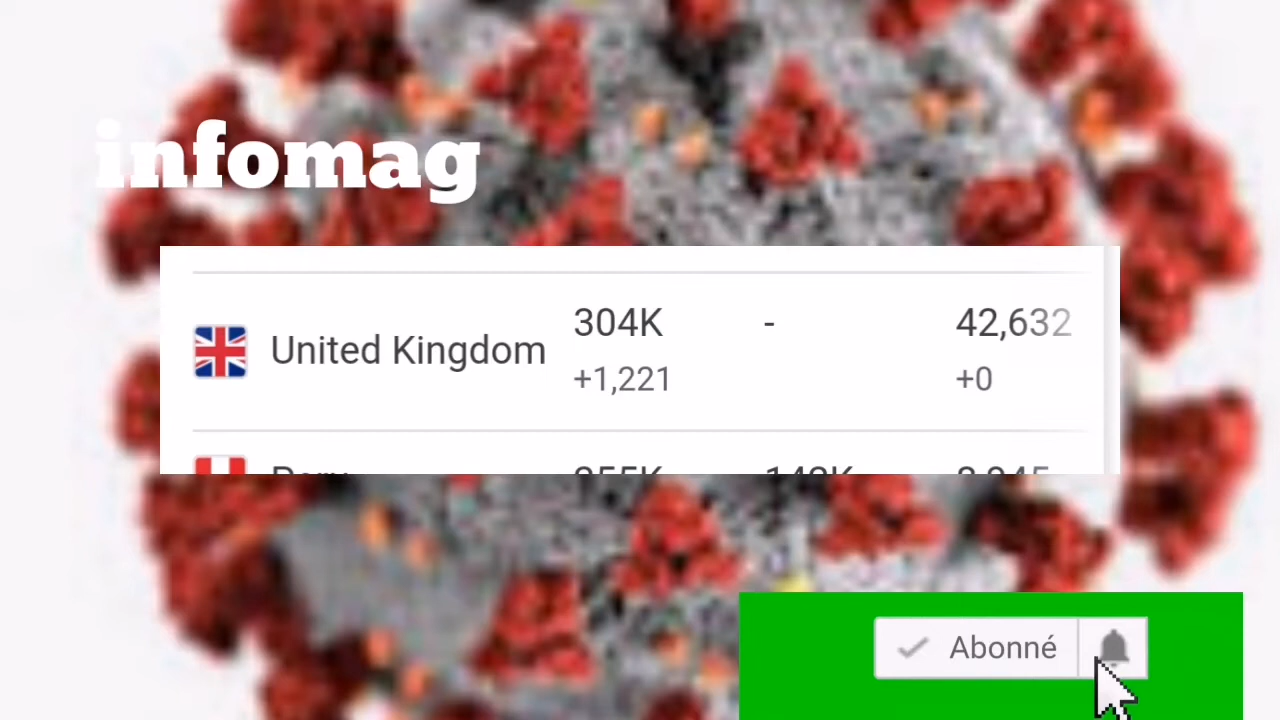 infomag
304K - 42,632
United Kingdom
+1,221 +0
Abonné